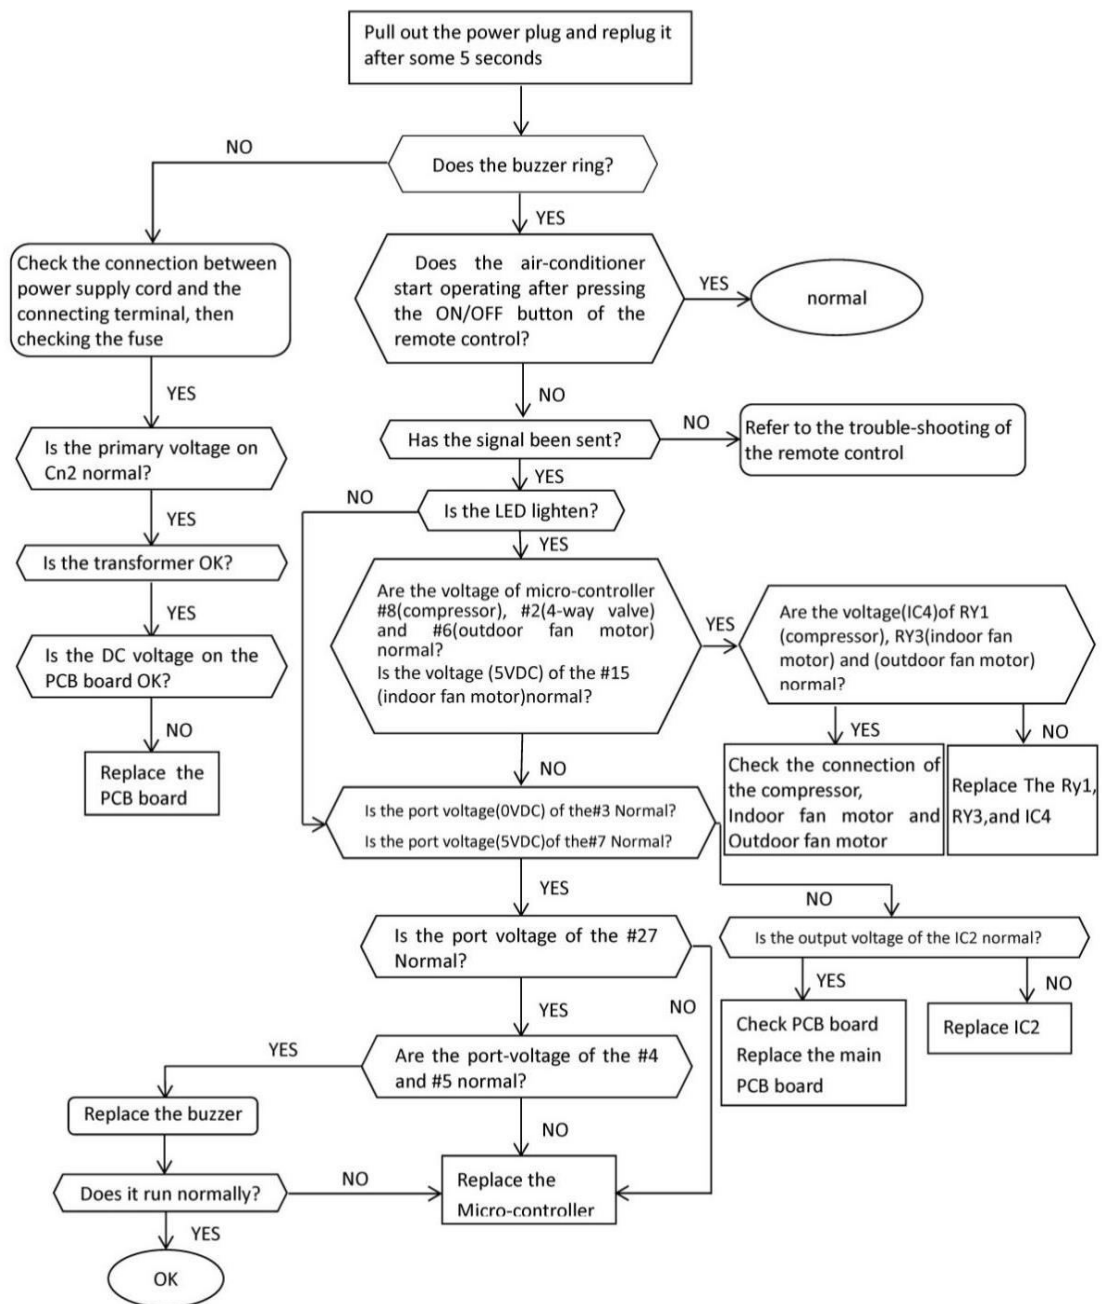 Pull out the power plug and replug it
after some 5 seconds
NO
Does the buzzer ring?
YES
Check the connection between
power supply cord and the
connecting terminal, then
checking the fuse
Does the air-conditioner
start operating after pressing
the ON/OFF button of the
remote control?
YES
normal
YES
NO
Is the primary voltage on
Cn2 normal?
Has the signal been sent?
NO
Refer to the trouble-shooting of
the remote control
YES
NO
Is the LED lighten?
YES
YES
Is the transformer OK?
YES
Is the DC voltage on the
PCB board OK?
NO
Replace the
PCB board
Are the voltage of micro-controller
#8(compressor), #2(4-way valve)
and #6(outdoor fan motor)
normal?
Is the voltage (5VDC) of the #15
(indoor fan motor)normal?
YES
Are the voltage(IC4)of RY1
(compressor), RY3(indoor fan
motor) and (outdoor fan motor)
normal?
YES
NO
Check the connection of
the compressor,
Indoor fan motor and
Outdoor fan motor
Replace The Ry1,
RY3,and IC4
NO
Is the port voltage(0VDC) of the#3 Normal?
Is the port voltage(5VDC)of the#7 Normal?
YES
NO
Is the port voltage of the #27
Normal?
Is the output voltage of the IC2 normal?
YES
NO
YES
NO
Check PCB board
Replace the main
PCB board
Replace IC2
YES
Are the port-voltage of the #4
and #5 normal?
Replace the buzzer
NO
Does it run normally?
NO
Replace the
Micro-controller
YES
OK